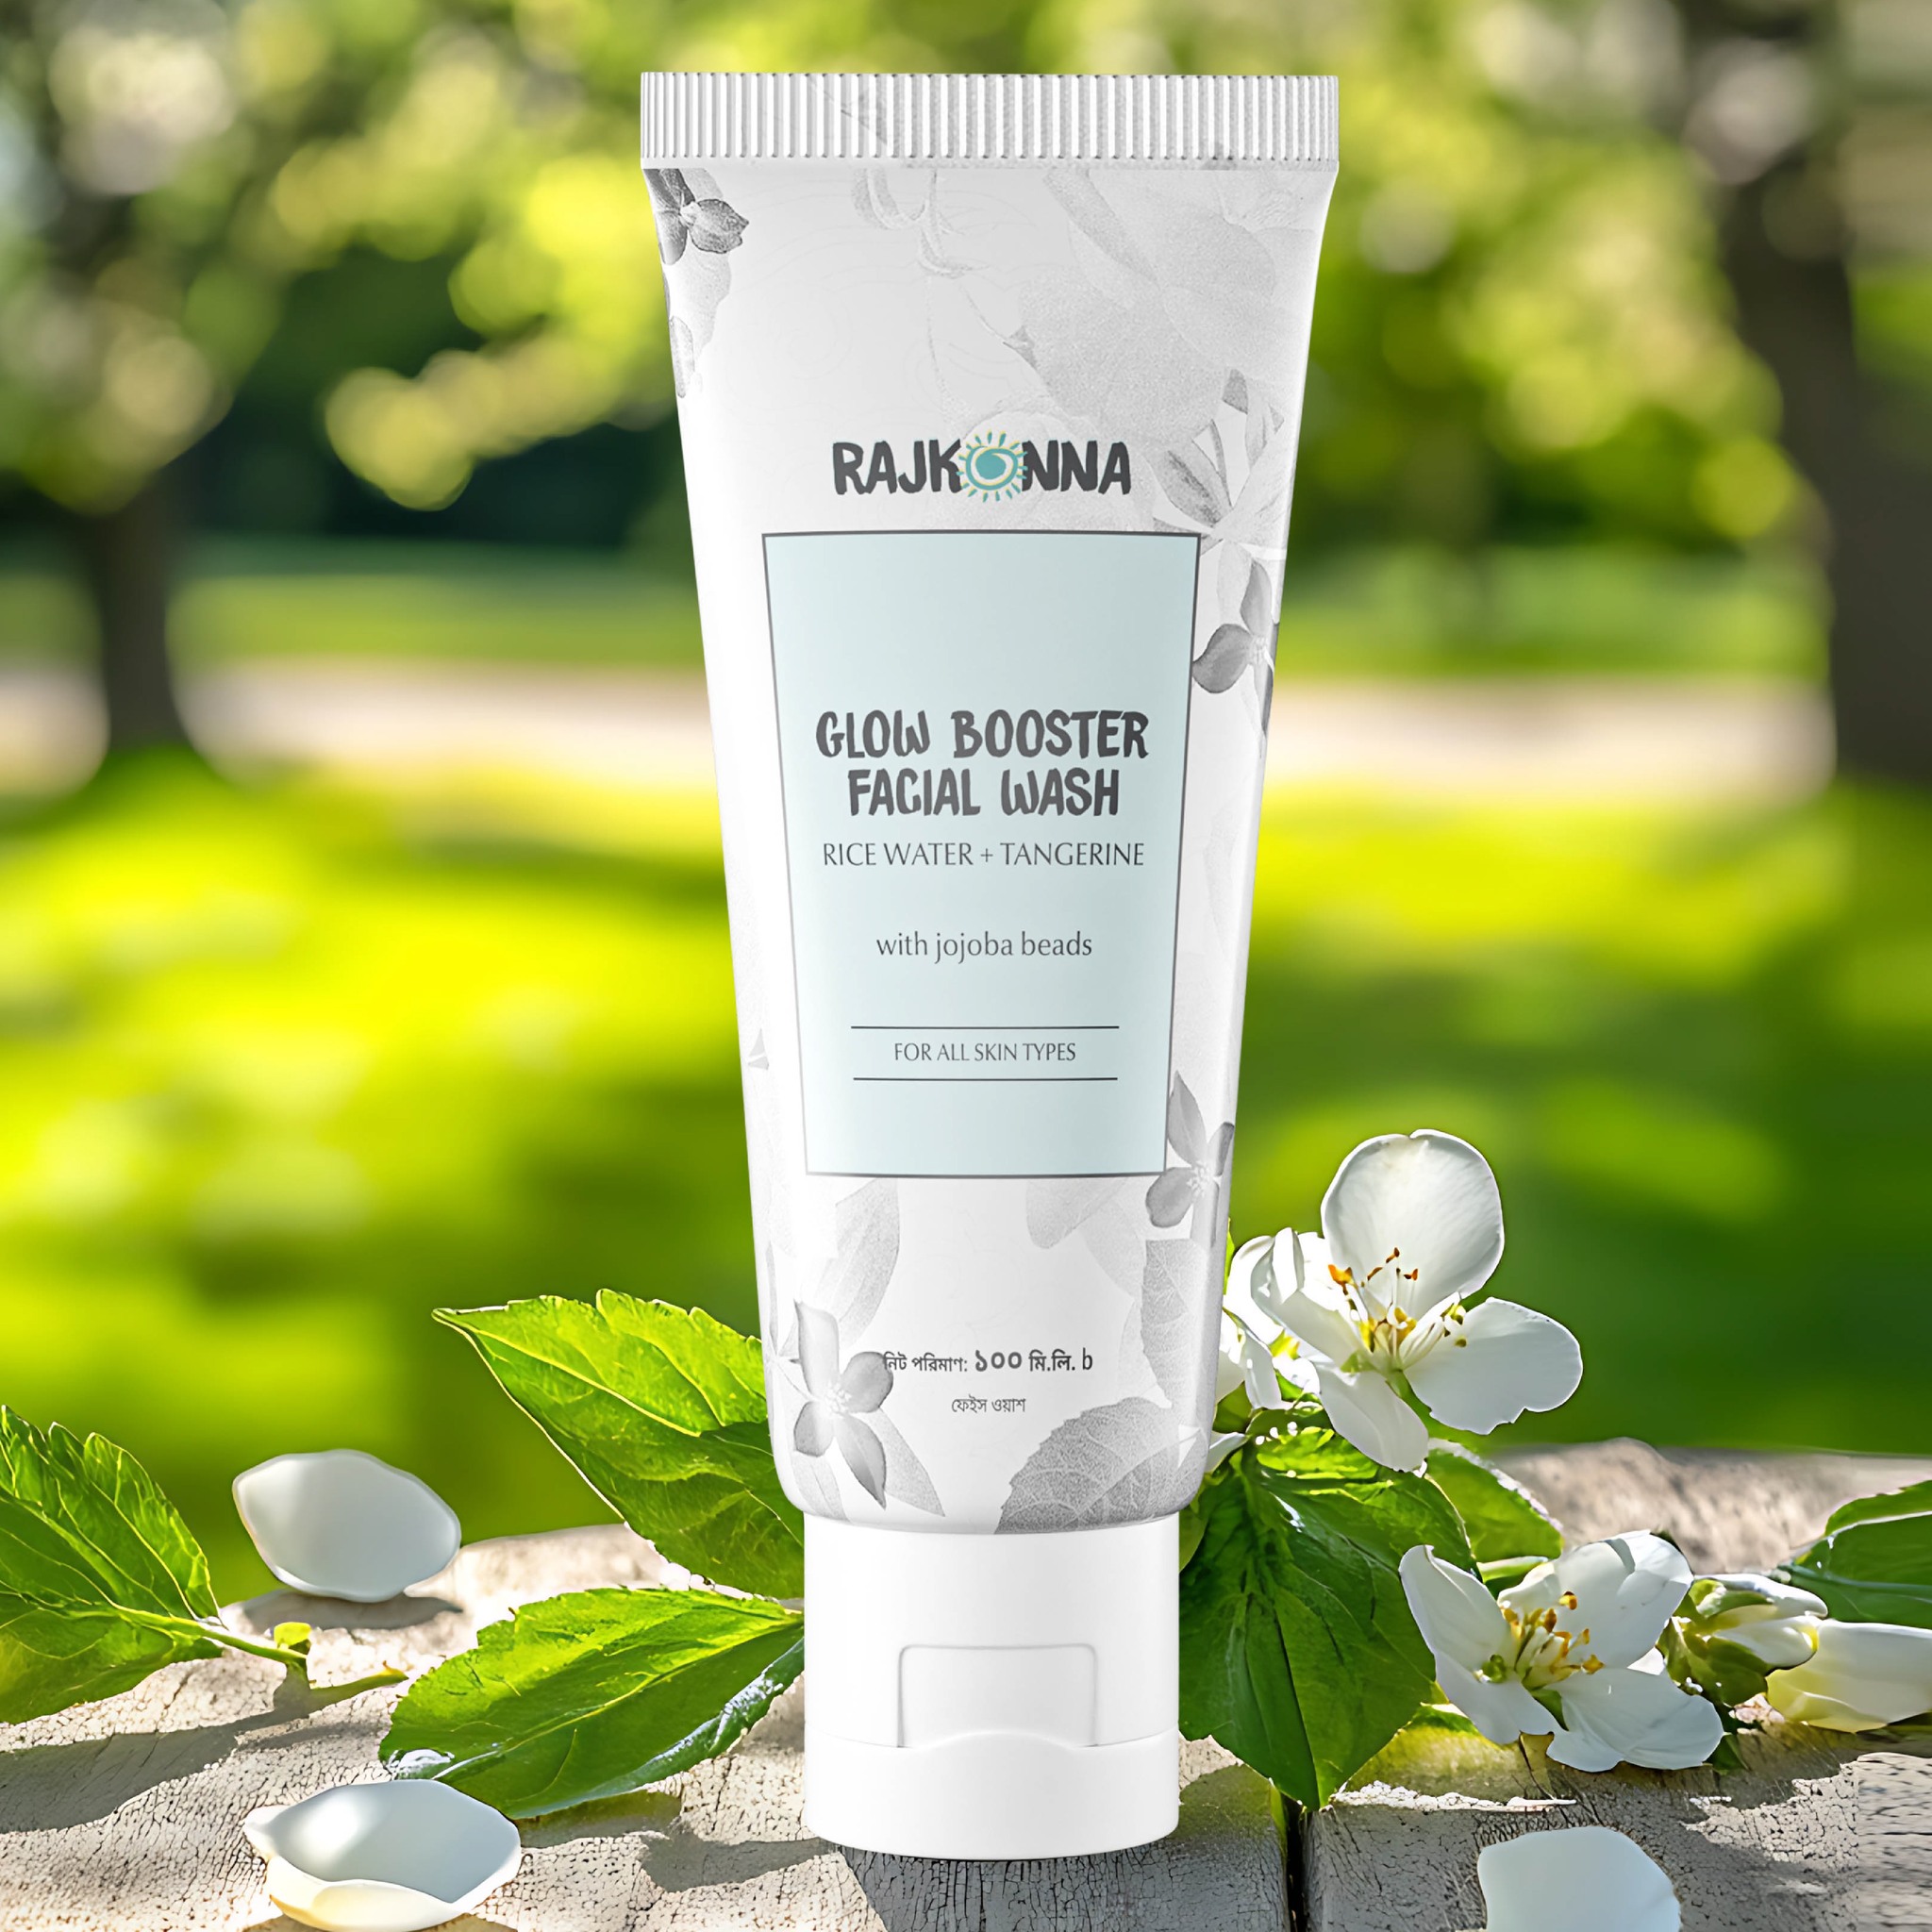 RAJKONNA
GLOW BOOSTER
FACIAL WASH
RICE WATER + TANGERINE
with jojoba beads
FOR ALL SKIN TYPES
পরিমাণ: ১০০ মি.লি. b
ফেইস ওয়াশ